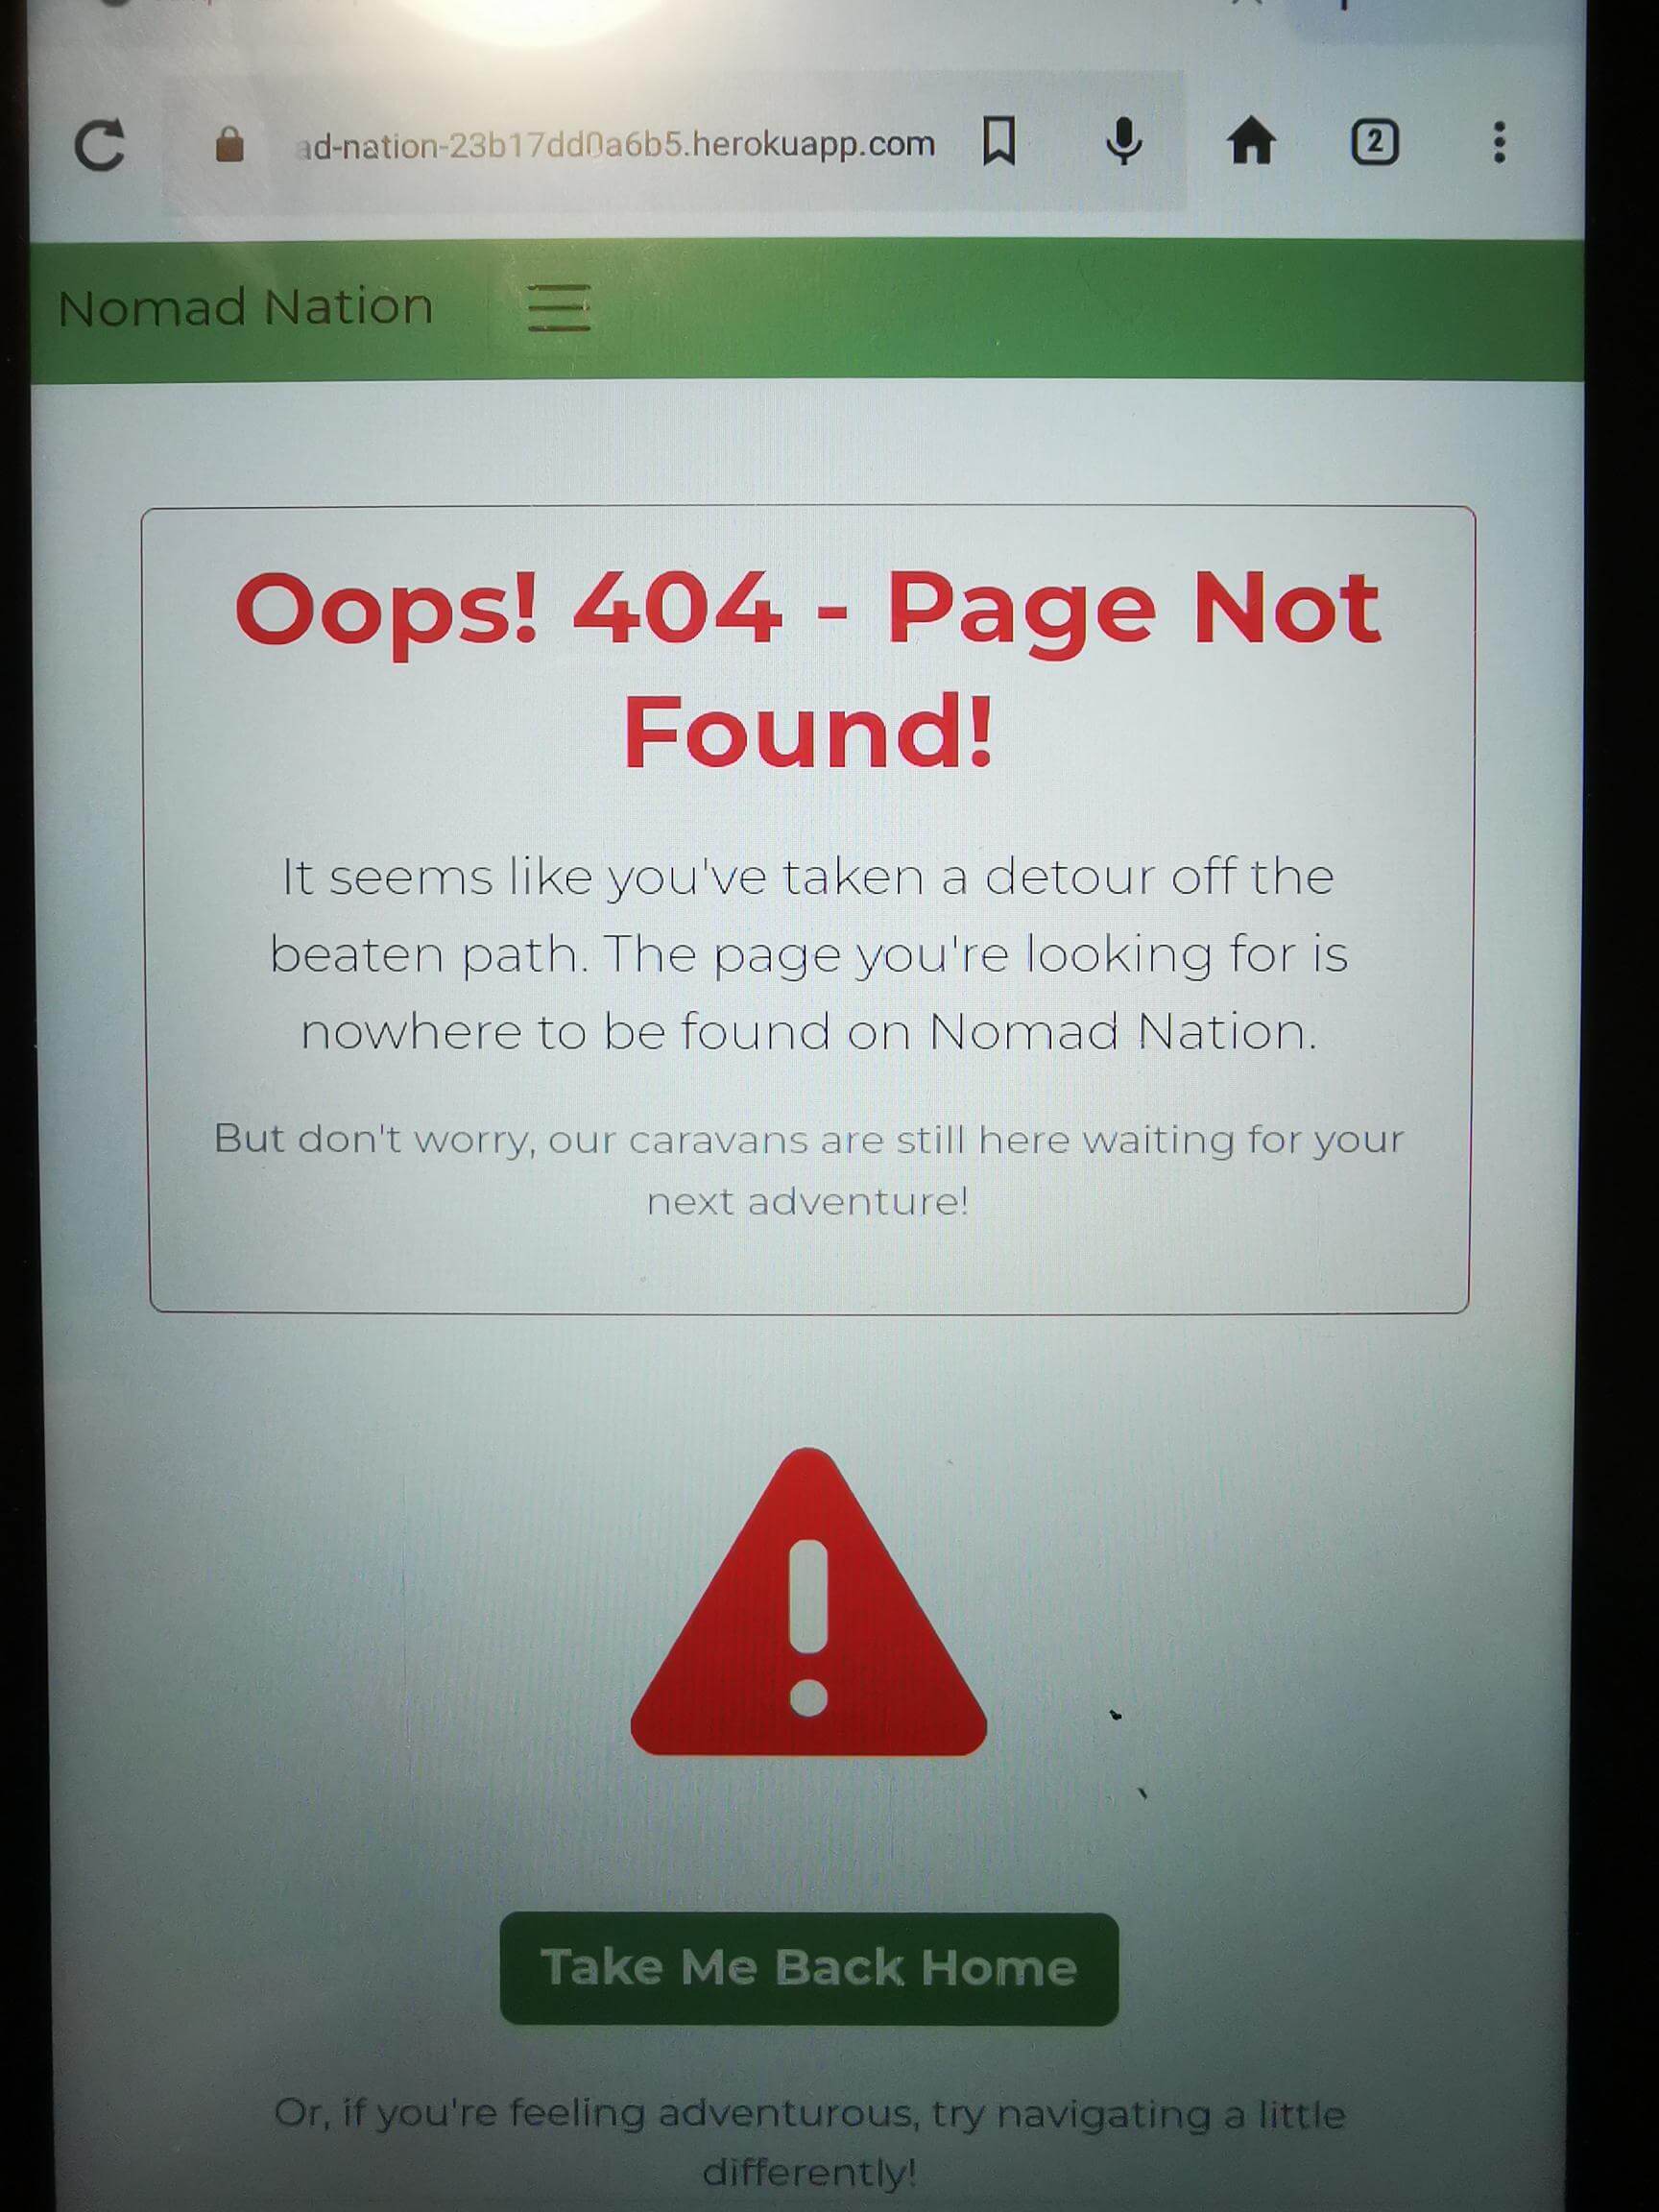 ad-nation-23b17dd0a6b5.herokuapp.com
2
Nomad Nation
Oops! 404 - Page Not
Found!
It seems like you've taken a detour off the
beaten path. The page you're looking for is
nowhere to be found on Nomad Nation.
But don't worry, our caravans are still here waiting for your
next adventure!
Take Me Back Home
Or, if you're feeling adventurous, try navigating a little
differently!